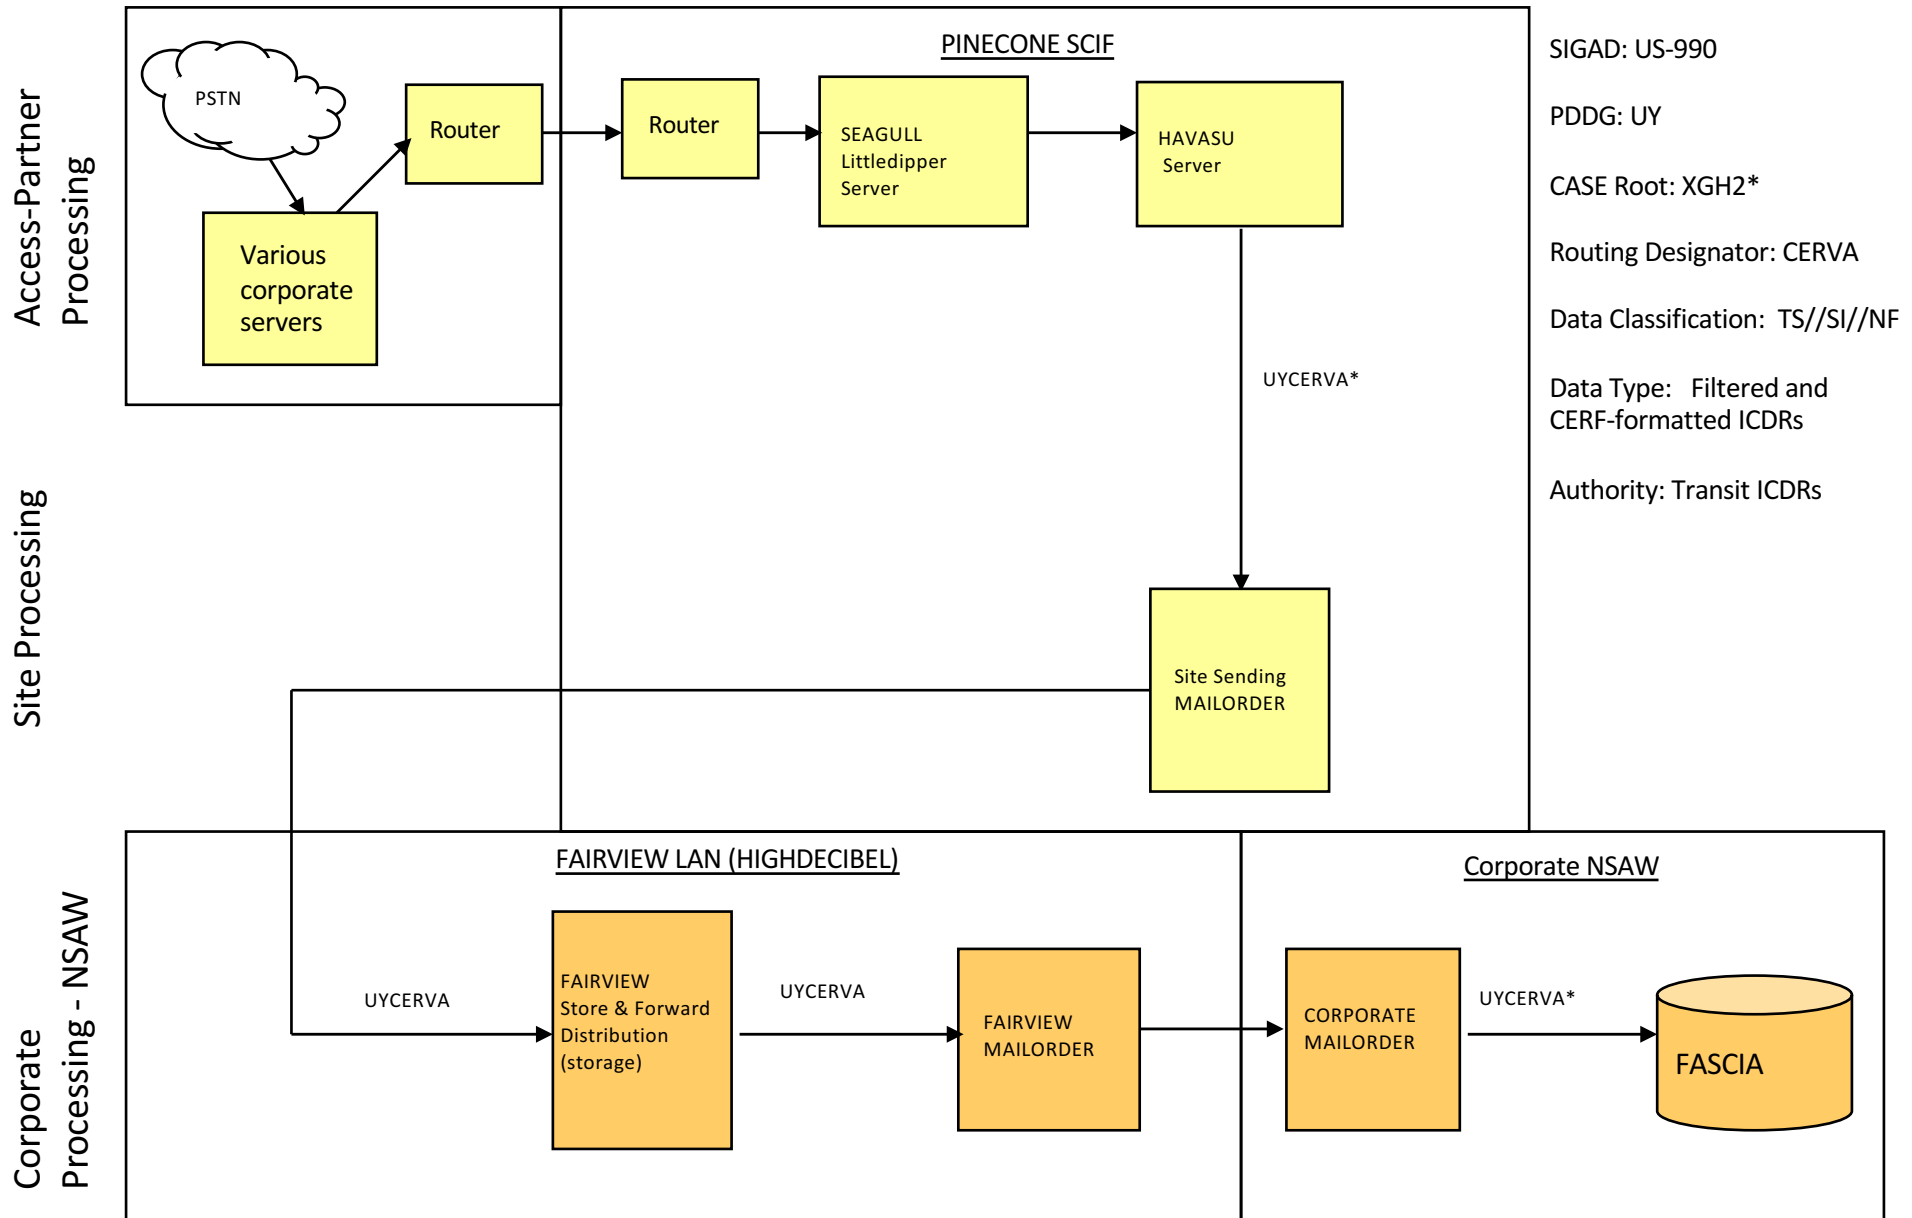 Access-Partner
Processing
PSTN
Various
corporate
servers
Router
PINECONE SCIF
Router
SEAGULL
Littledipper
Server
HAVASU
Server
UYCERVA*
SIGAD: US-990
PDDG: UY
CASE Root: XGH2*
Routing Designator: CERVA
Data Classification: TS//SI//NF
Data Type: Filtered and
CERF-formatted ICDRs
Authority: Transit ICDRs
Site Processing
Site Sending
MAILORDER
Corporate
Processing - NSAW
FAIRVIEW LAN (HIGHDECIBEL)
UYCERVA
FAIRVIEW
Store & Forward
Distribution
(storage)
UYCERVA
FAIRVIEW
MAILORDER
Corporate NSAW
CORPORATE
MAILORDER
UYCERVA*
FASCIA